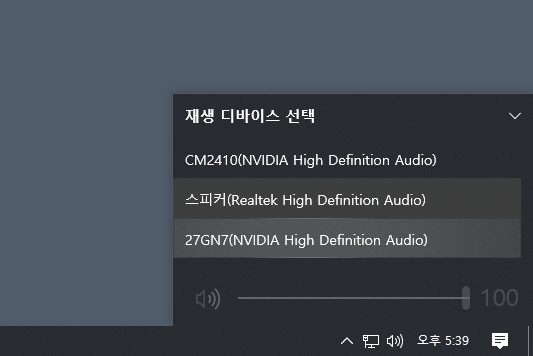 재생 디바이스 선택
CM2410(NVIDIA High Definition Audio)
스피커(Realtek High Definition Audio)
27GN7(NVIDIA High Definition Audio)
100
오후 5:39